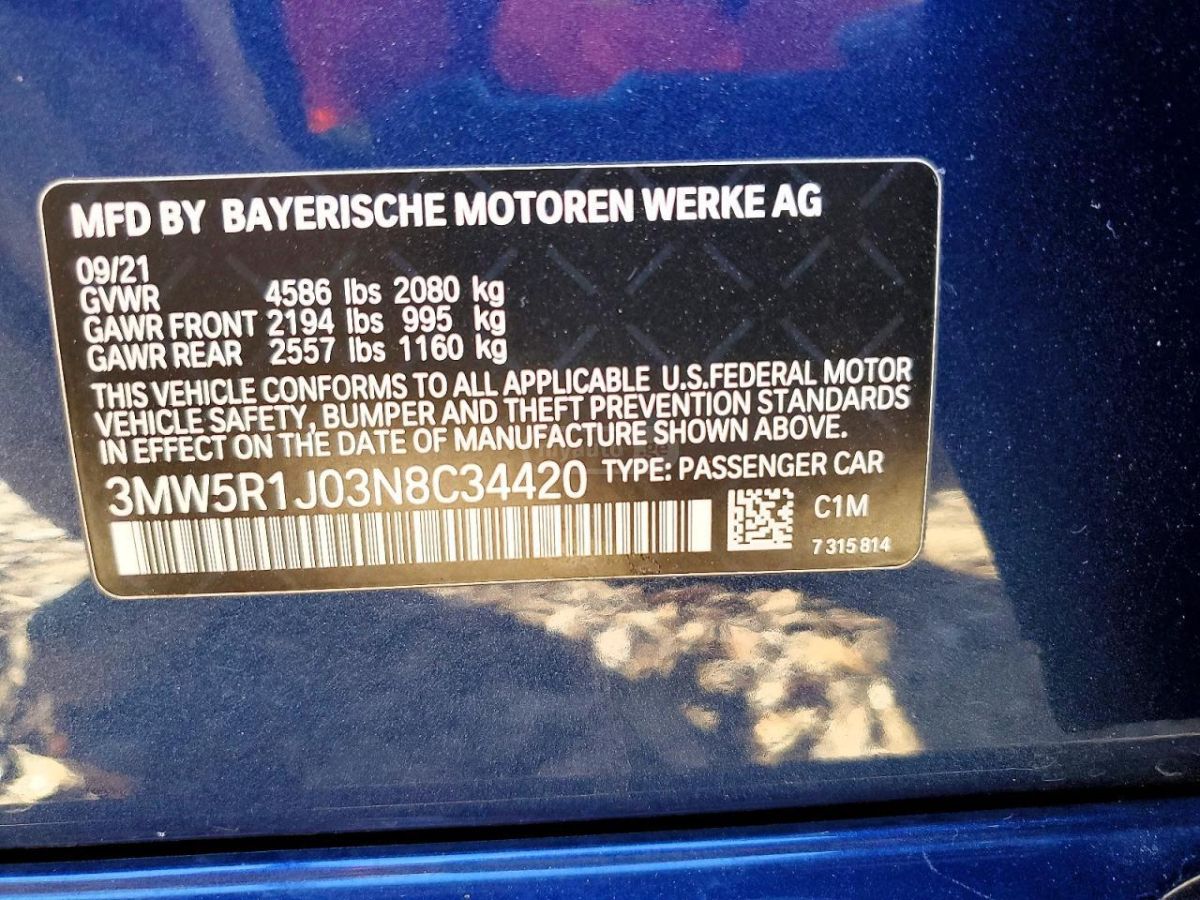 MFD BY BAYERISCHE MOTOREN WERKE AG
09/21
GVWR 4586 lbs 2080 kg
GAWR FRONT 2194 lbs 995 kg
GAWR REAR 2557 lbs 1160 kg
THIS VEHICLE CONFORMS TO ALL APPLICABLE U.S.FEDERAL MOTOR
VEHICLE SAFETY, BUMPER AND THEFT PREVENTION STANDARDS
IN EFFECT ON THE DATE OF MANUFACTURE SHOWN ABOVE.
3MW5R1J03N8C34420 TYPE: PASSENGER CAR
C1M
7 315 814